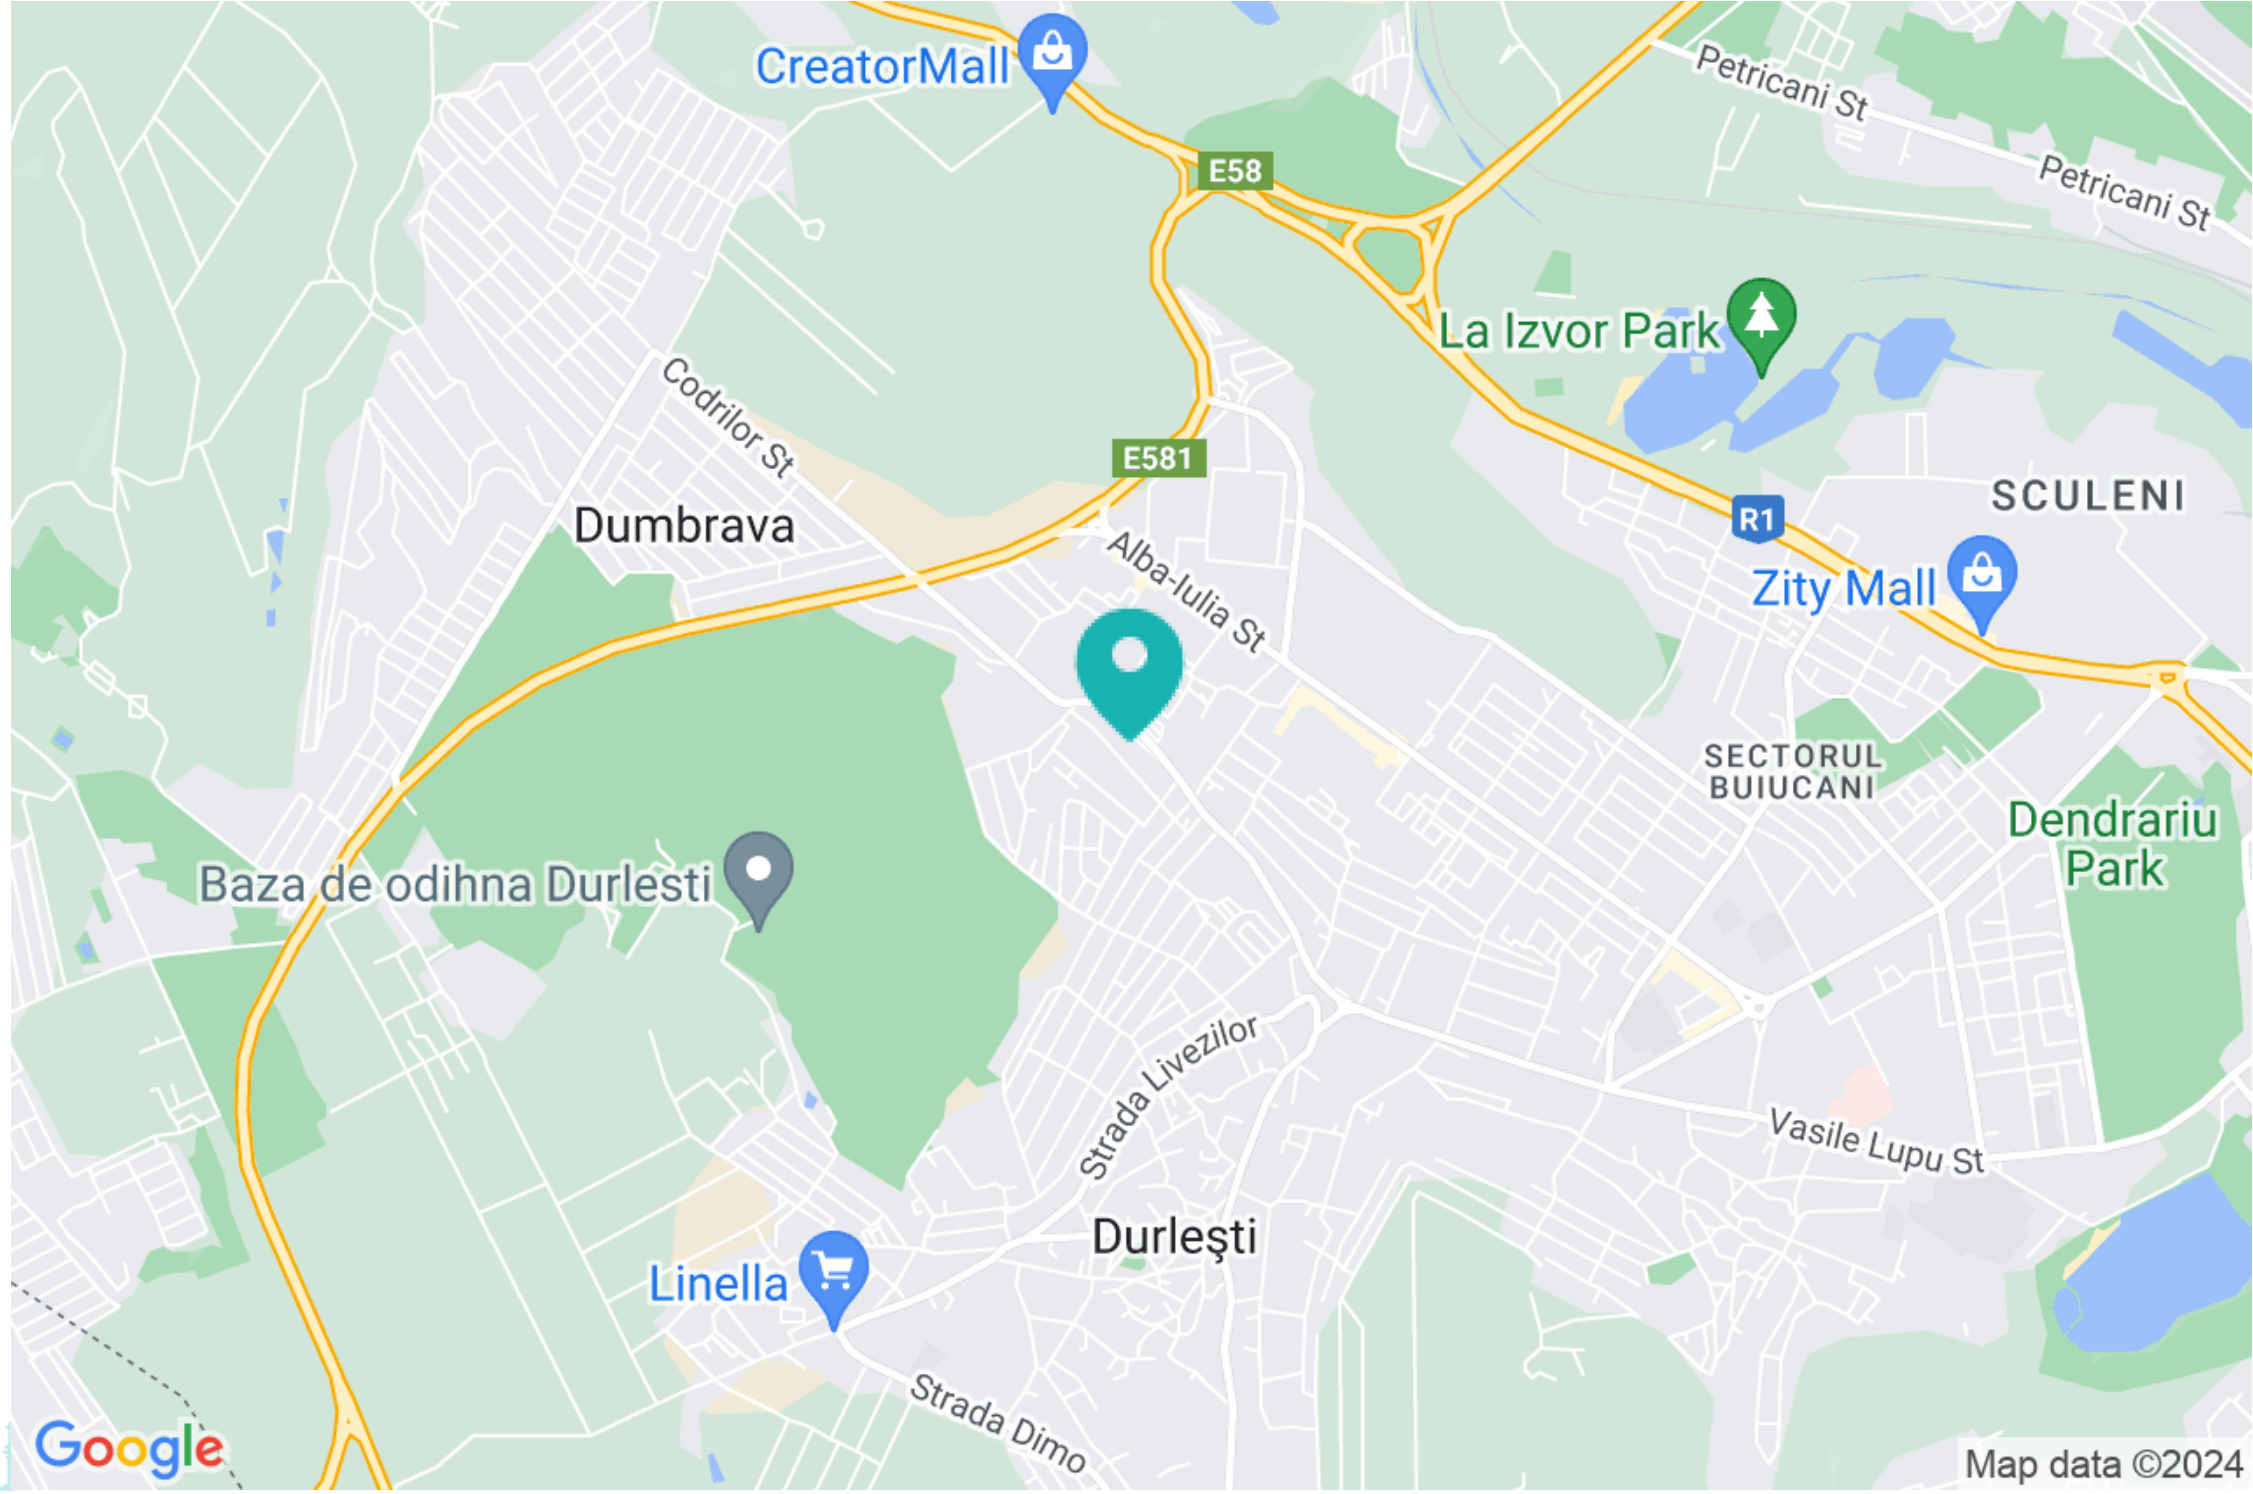 CreatorMall
Petricani St
E58
Petricani St
La Izvor Park
Codrilor St
E581
SCULENI
Dumbrava
R1
Alba-Iulia St
Zity Mall
SECTORUL
BUIUCANI
Dendrariu
Park
Baza de odihna Durlesti
Strada Livezilor
Vasile Lupu St
Durleşti
Linella
Strada Dimo
Google
Map data ©2024